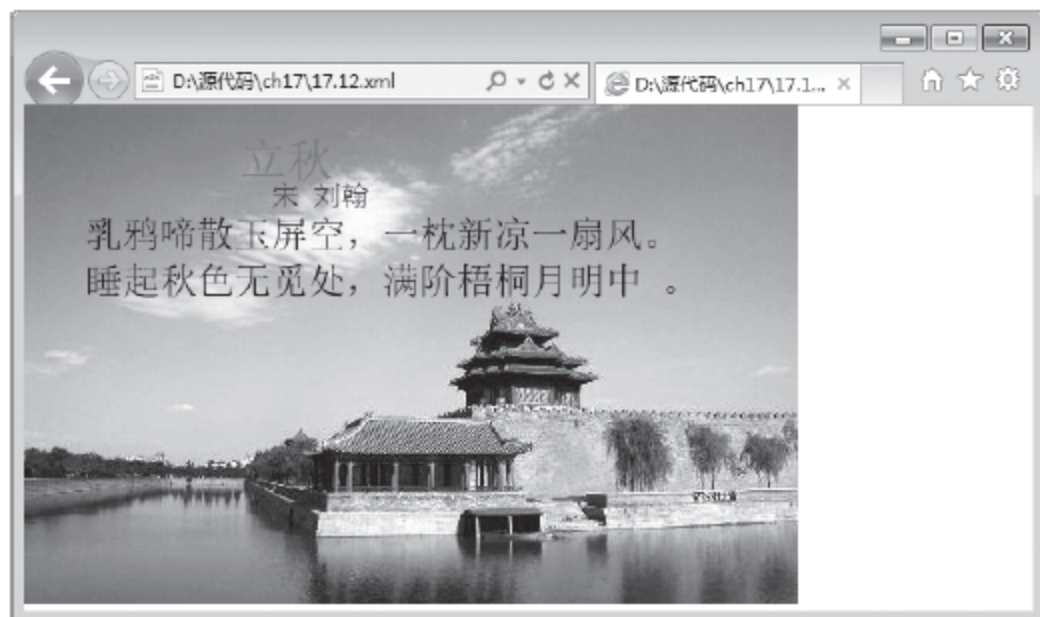 D:\源代码\ch17\17.12.xml
D:\源代码\ch17\17.1...
立秋
宋 刘翰
乳鸦啼散玉屏空，一枕新凉一扇风。
睡起秋色无觅处，满阶梧桐月明中 。